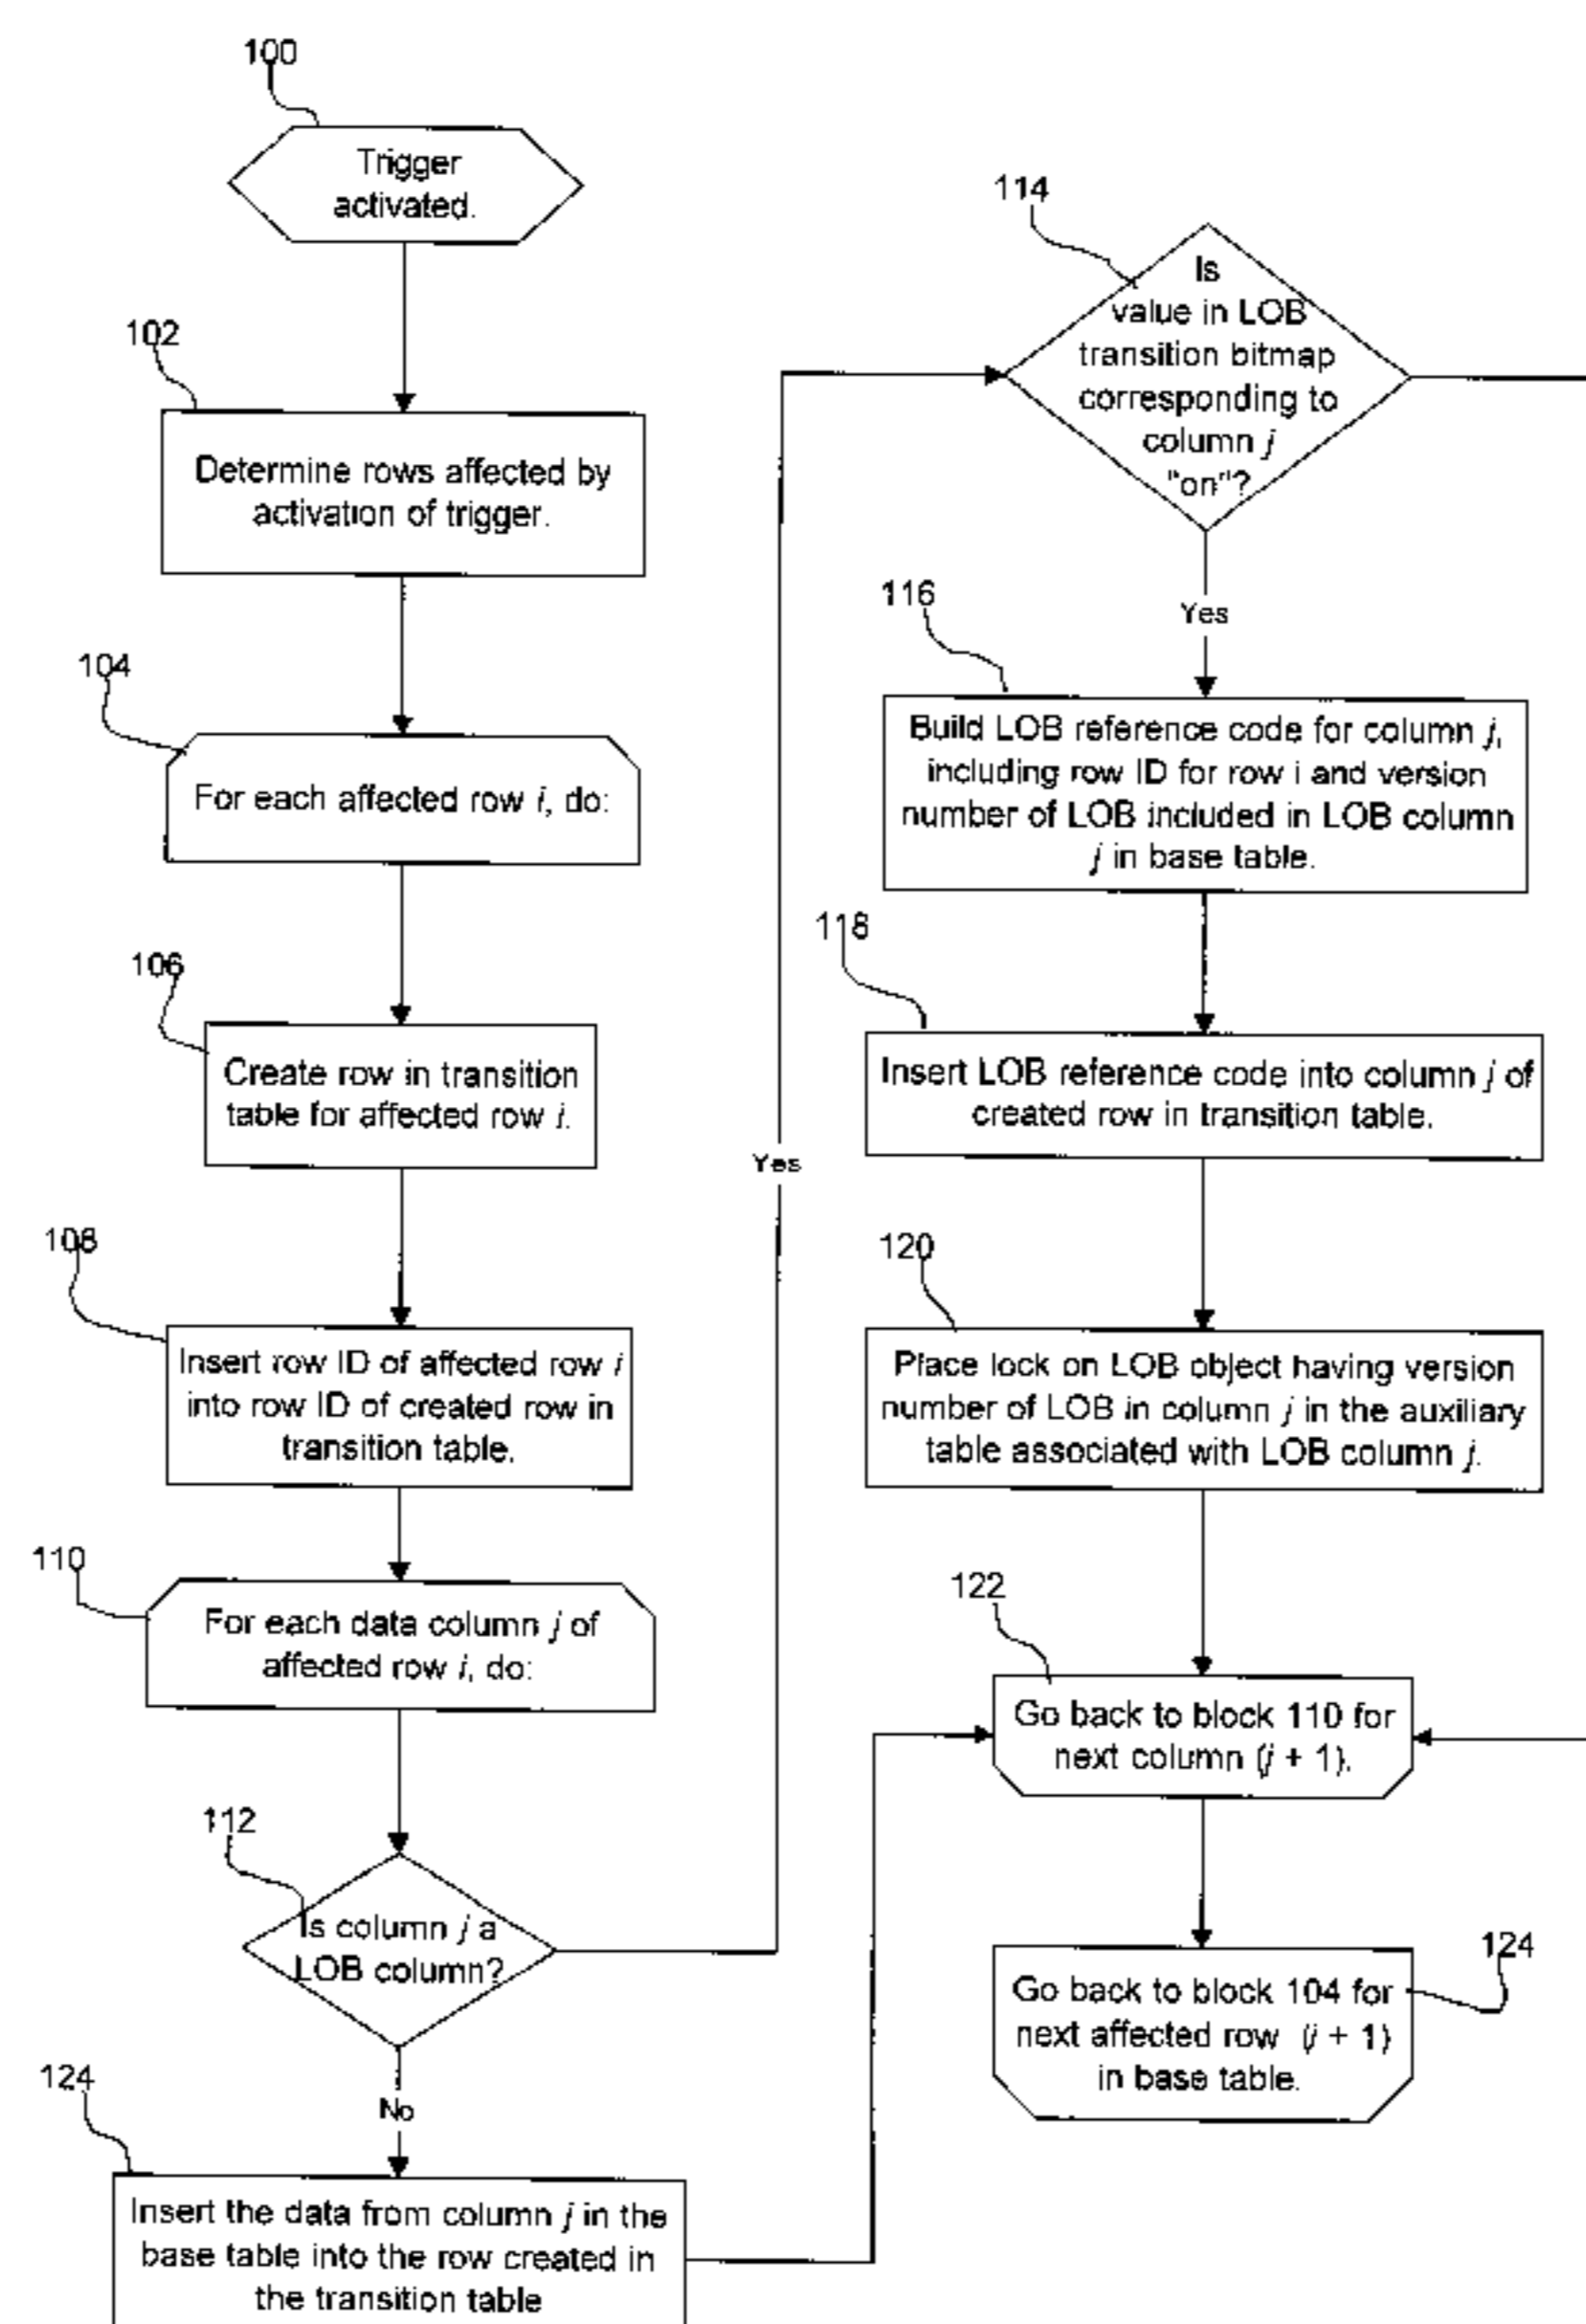 100
Trigger
activated.
102
Determine rows affected by
activation of trigger.
104
For each affected row i, do:
106
Create row in transition
table for affected row i.
108
Insert row ID of affected row i
into row ID of created row in
transition table.
110
For each data column j of
affected row i, do:
112
Is column j a
LOB column?
No
124
Insert the data from column j in the
base table into the row created in
the transition table
Yes
114
Is
value in LOB
transition bitmap
corresponding to
column j
"on"?
Yes
116
Build LOB reference code for column j,
including row ID for row i and version
number of LOB included in LOB column
j in base table.
118
Insert LOB reference code into column j of
created row in transition table.
120
Place lock on LOB object having version
number of LOB in column j in the auxiliary
table associated with LOB column j.
122
Go back to block 110 for
next column (j + 1).
124
Go back to block 104 for
next affected row (i + 1)
in base table.